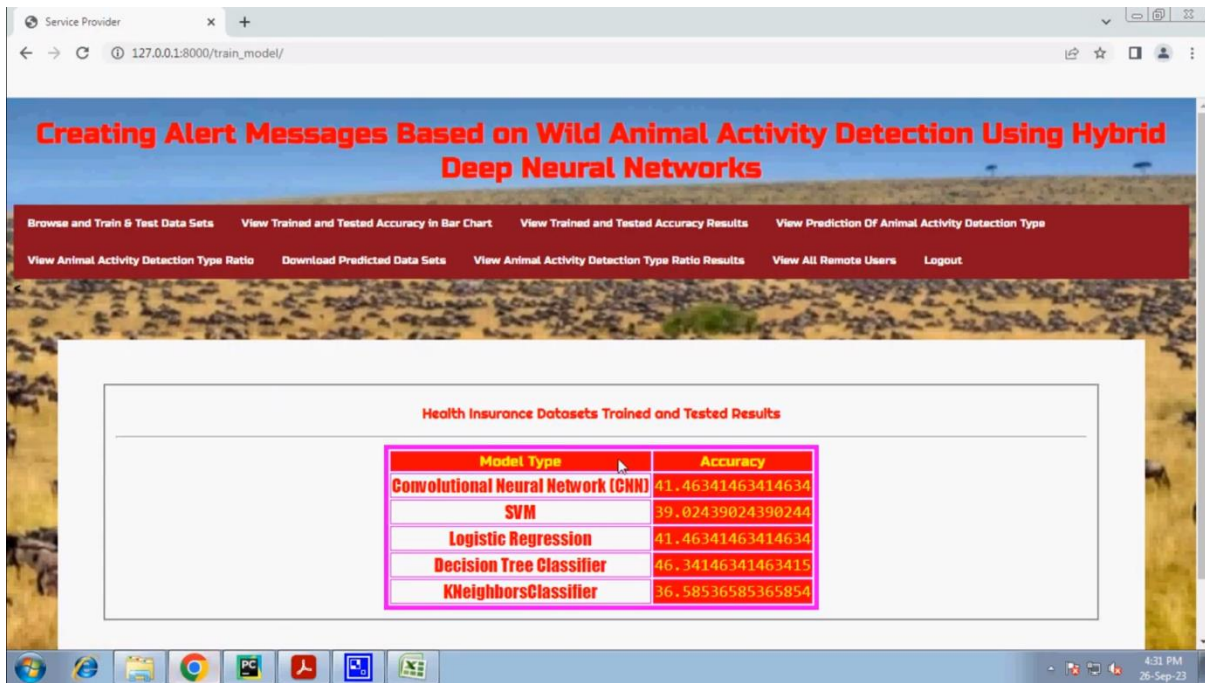 Service Provider
127.0.0.1:8000/train_model/
Creating Alert Messages Based on Wild Animal Activity Detection Using Hybrid
Deep Neural Networks
Browse and Train & Test Data Sets View Trained and Tested Accuracy in Bar Chart View Trained and Tested Accuracy Results View Prediction Of Animal Activity Detection Type
View Animal Activity Detection Type Ratio Download Predicted Data Sets View Animal Activity Detection Type Ratio Results View All Remote Users Logout
<
Health Insurance Datasets Trained and Tested Results
Model Type Accuracy
Convolutional Neural Network (CNN) 41.46341463414634
SVM 39.02439024390244
Logistic Regression 41.46341463414634
Decision Tree Classifier 46.34146341463415
KNeighborsClassifier 36.58536585365854
PC
4:31 PM
26-Sep-23